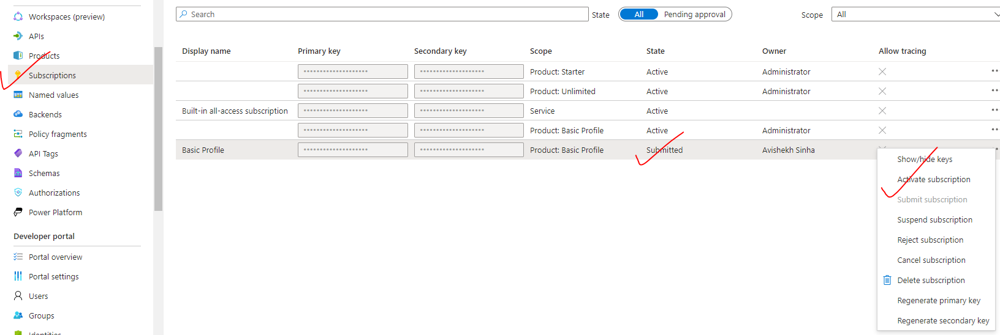 Workspaces (preview)
APIs
Products
Subscriptions
Named values
Backends
Policy fragments
API Tags
Schemas
Authorizations
Power Platform
Developer portal
Portal overview
Portal settings
Users
Groups
Identities
Search State All Pending approval Scope All
Display name Primary key Secondary key Scope State Owner Allow tracing
•••••••••••••••••••• •••••••••••••••••••• Product: Starter Active Administrator
•••••••••••••••••••• •••••••••••••••••••• Product: Unlimited Active Administrator
Built-in all-access subscription •••••••••••••••••••• •••••••••••••••••••• Service Active
•••••••••••••••••••• •••••••••••••••••••• Product: Basic Profile Active Administrator
Basic Profile •••••••••••••••••••• •••••••••••••••••••• Product: Basic Profile Submitted Avishekh Sinha
Show/hide keys
Activate subscription
Submit subscription
Suspend subscription
Reject subscription
Cancel subscription
Delete subscription
Regenerate primary key
Regenerate secondary key